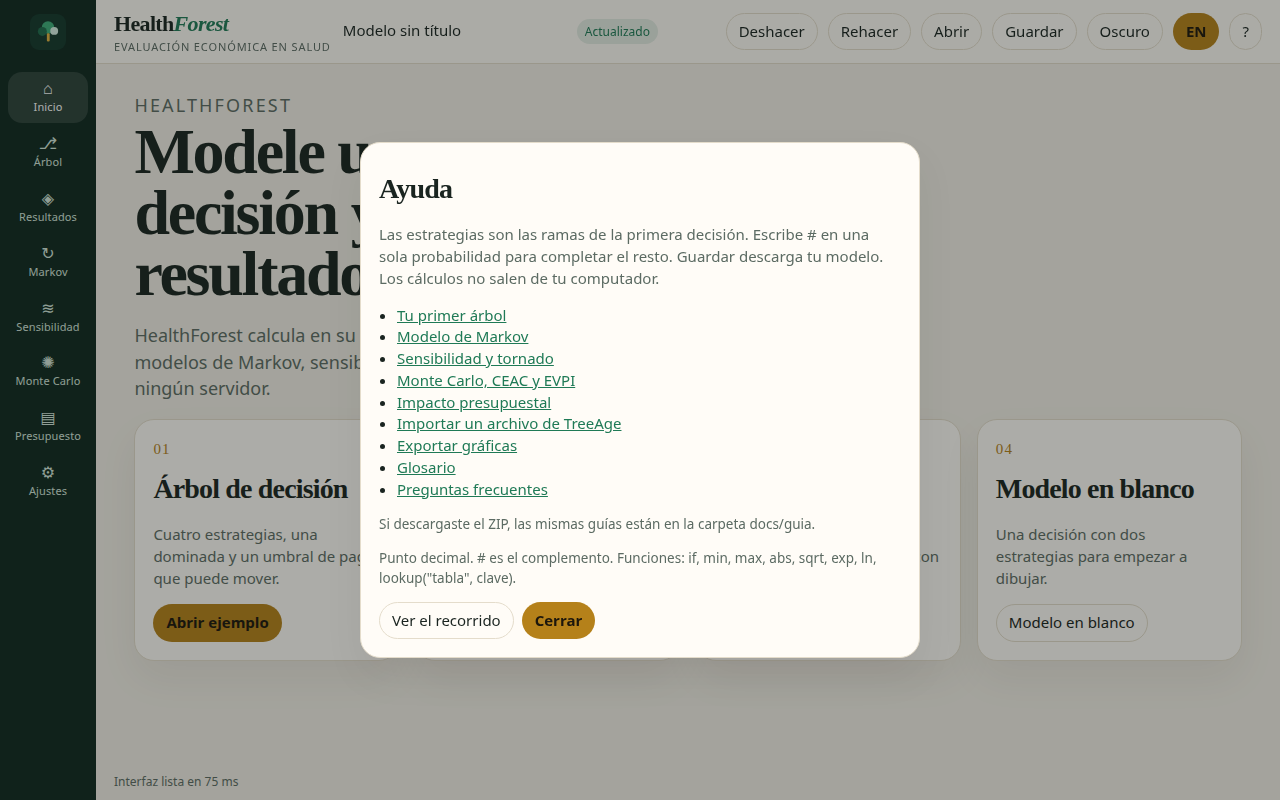 HealthForest
EVALUACIÓN ECONÓMICA EN SALUD
Modelo sin título
Actualizado
Deshacer
Rehacer
Abrir
Guardar
Oscuro
EN
?
Inicio
Árbol
Resultados
Markov
Sensibilidad
Monte Carlo
Presupuesto
Ajustes
HEALTHFOREST
Modele
decisión
resultado
HealthForest calcula en su
modelos de Markov,
ningún servidor.
01
Árbol de decisión
Cuatro estrategias, una
dominada y un umbral de
que puede mover.
Abrir ejemplo
04
Modelo en blanco
Una decisión con dos
estrategias para empezar a
dibujar.
Modelo en blanco
Ayuda
Las estrategias son las ramas de la primera decisión. Escribe # en una
sola probabilidad para completar el resto. Guardar descarga tu modelo.
Los cálculos no salen de tu computador.
Tu primer árbol
Modelo de Markov
Sensibilidad y tornado
Monte Carlo, CEAC y EVPI
Impacto presupuestal
Importar un archivo de TreeAge
Exportar gráficas
Glosario
Preguntas frecuentes
Si descargaste el ZIP, las mismas guías están en la carpeta docs/guia.
Punto decimal. # es el complemento. Funciones: if, min, max, abs, sqrt, exp, ln,
lookup("tabla", clave).
Ver el recorrido
Cerrar
Interfaz lista en 75 ms